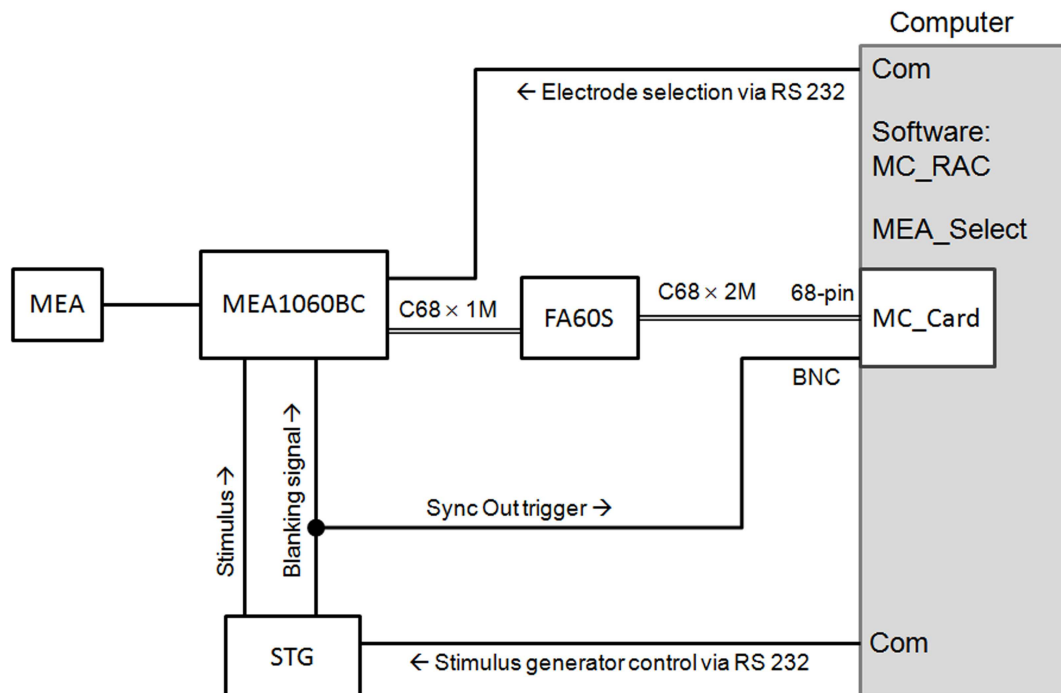 Computer
Com
← Electrode selection via RS 232
Software:
MC_RAC
MEA_Select
MEA
MEA1060BC
C68 × 1M
FA60S
C68 × 2M
68-pin
MC_Card
BNC
Stimulus →
Blanking signal →
Sync Out trigger →
STG
← Stimulus generator control via RS 232
Com